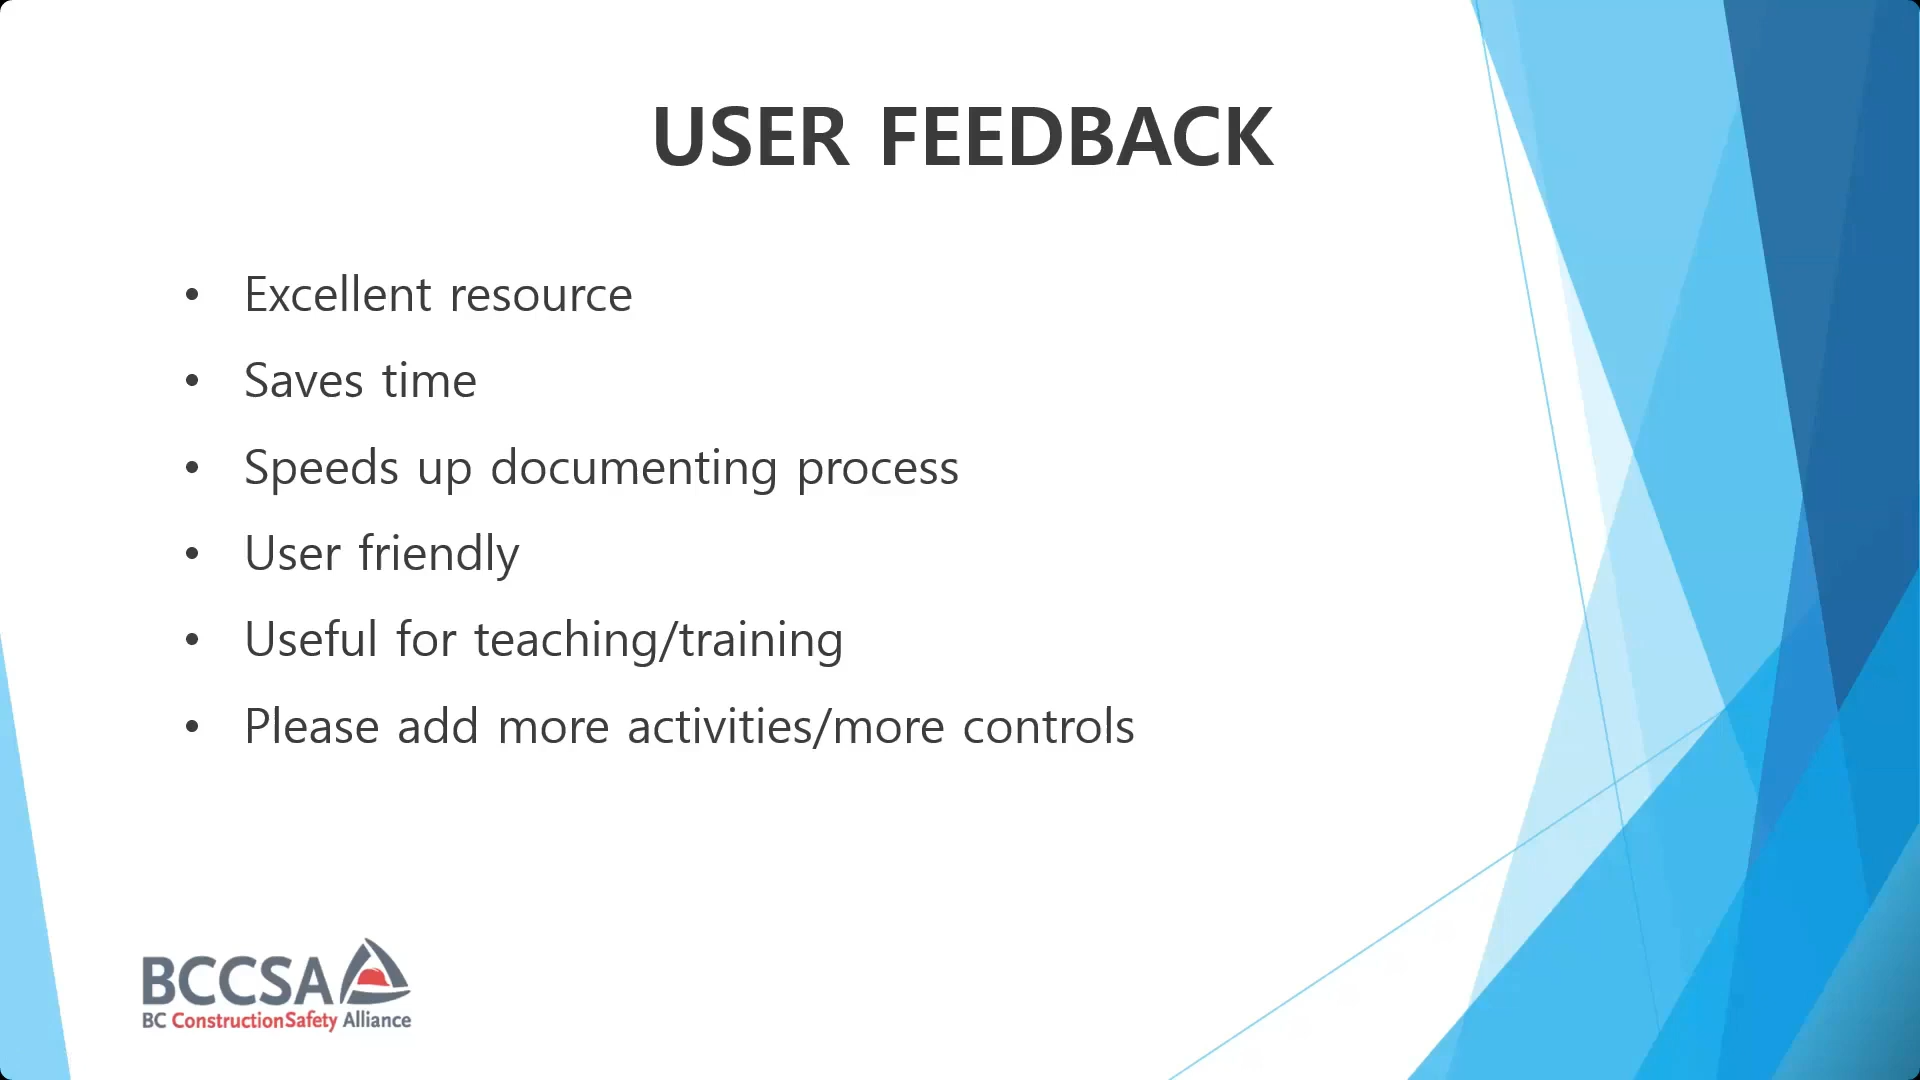 USER FEEDBACK
• Excellent resource
• Saves time
• Speeds up documenting process
• User friendly
• Useful for teaching/training
• Please add more activities/more controls
BCCSA
BC ConstructionSafety Alliance